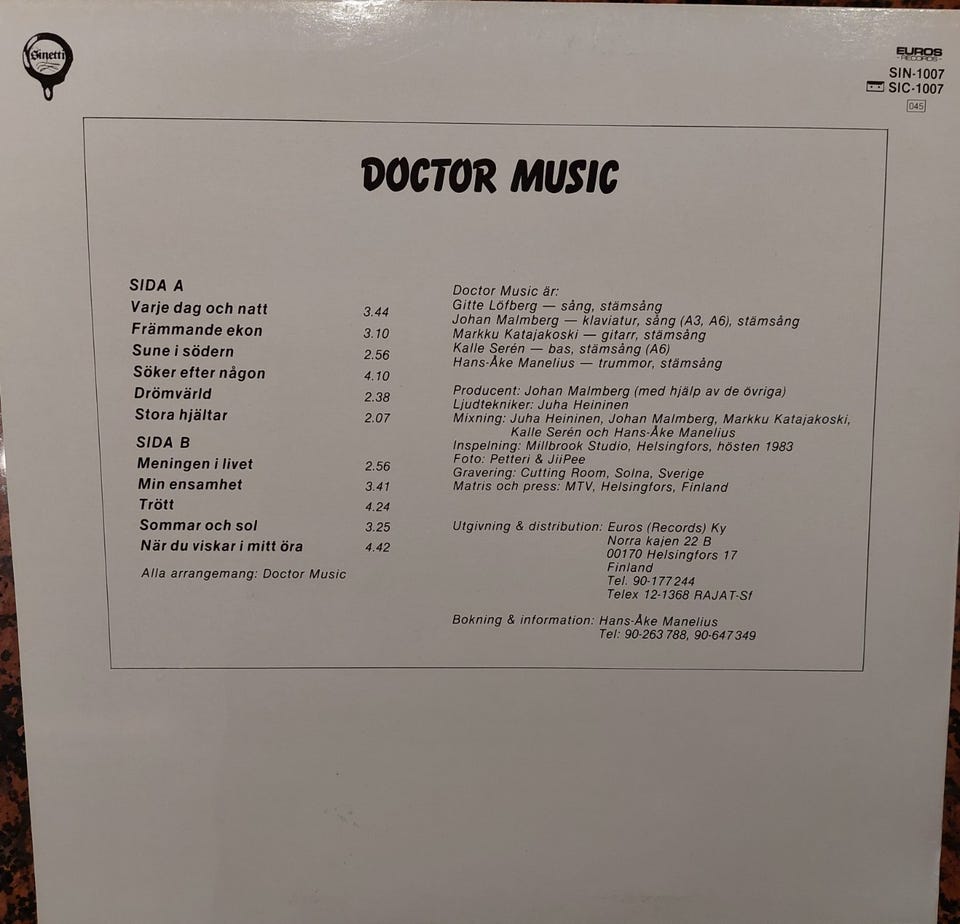 Sinetti
EUROS
-RECORDS-
SIN-1007
SIC-1007
045
DOCTOR MUSIC
SIDA A
Varje dag och natt 3.44
Främmande ekon 3.10
Sune i södern 2.56
Söker efter någon 4.10
Drömvärld 2.38
Stora hjältar 2.07
SIDA B
Meningen i livet 2.56
Min ensamhet 3.41
Trött 4.24
Sommar och sol 3.25
När du viskar i mitt öra 4.42
Alla arrangemang: Doctor Music
Doctor Music är:
Gitte Löfberg — sång, stämsång
Johan Malmberg — klaviatur, sång (A3, A6), stämsång
Markku Katajakoski — gitarr, stämsång
Kalle Serén — bas, stämsång (A6)
Hans-Åke Manelius — trummor, stämsång
Producent: Johan Malmberg (med hjälp av de övriga)
Ljudtekniker: Juha Heininen
Mixning: Juha Heininen, Johan Malmberg, Markku Katajakoski,
Kalle Serén och Hans-Åke Manelius
Inspelning: Millbrook Studio, Helsingfors, hösten 1983
Foto: Petteri & JiiPee
Gravering: Cutting Room, Solna, Sverige
Matris och press: MTV, Helsingfors, Finland
Utgivning & distribution: Euros (Records) Ky
Norra kajen 22 B
00170 Helsingfors 17
Finland
Tel. 90-177 244
Telex 12-1368 RAJAT-Sf
Bokning & information: Hans-Åke Manelius
Tel: 90-263 788, 90-647 349